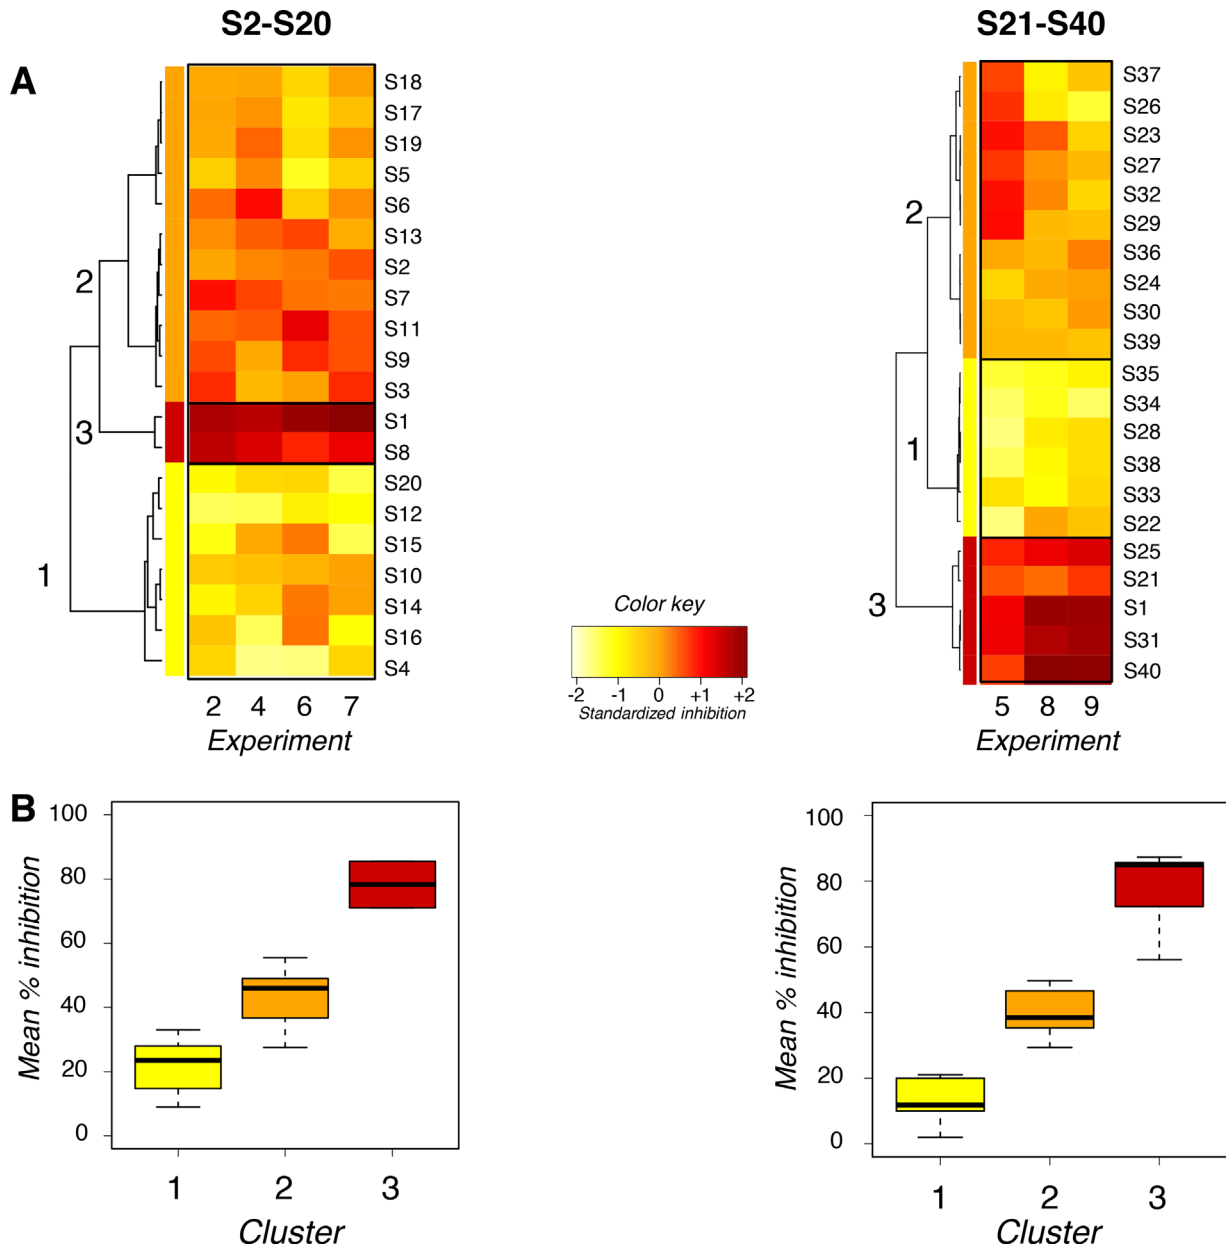 S2-S20
S21-S40
A
S18
S17
S19
S5
S6
S13
S2
S7
S11
S9
S3
S1
S8
S20
S12
S15
S10
S14
S16
S4
2
3
1
2 4 6 7
Experiment
Color key
-2 -1 0 +1 +2
Standardized inhibition
S37
S26
S23
S27
S32
S29
S36
S24
S30
S39
S35
S34
S28
S38
S33
S22
S25
S21
S1
S31
S40
2
1
3
5 8 9
Experiment
B
100
80
60
40
20
0
Mean % inhibition
1 2 3
Cluster
100
80
60
40
20
0
Mean % inhibition
1 2 3
Cluster